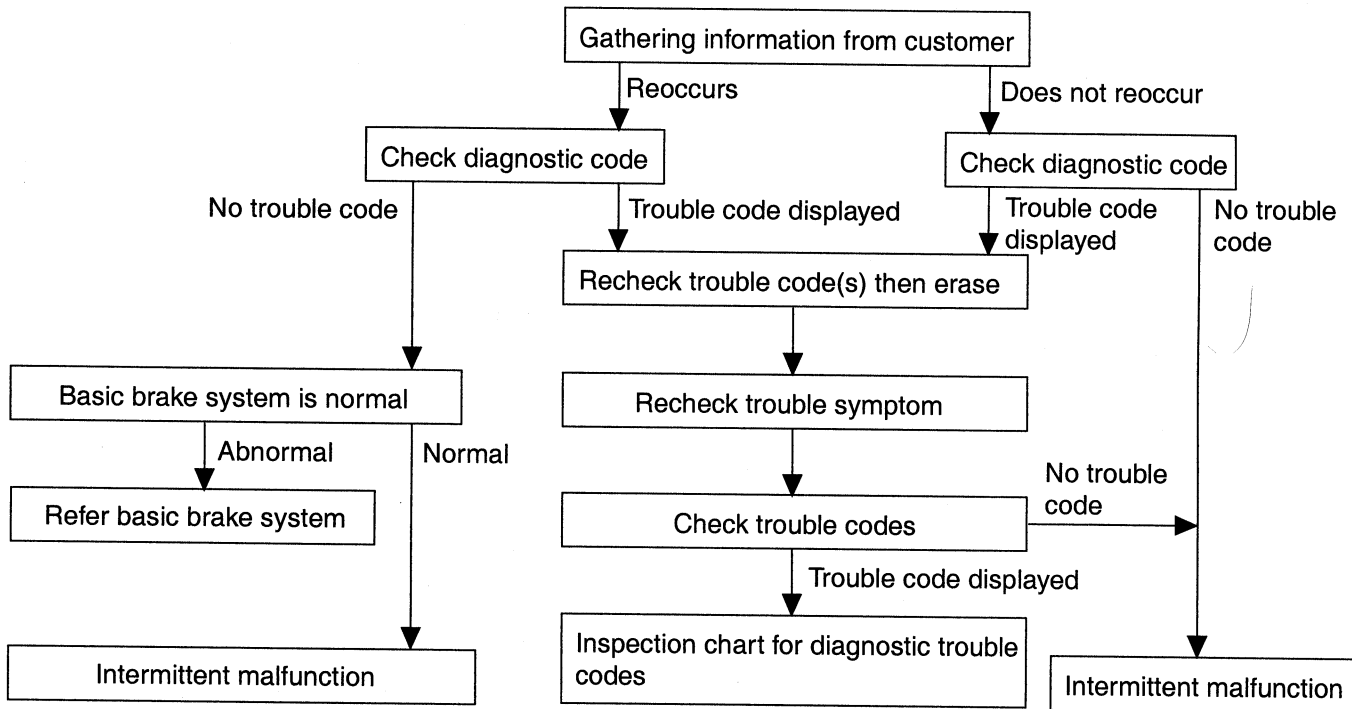 Gathering information from customer
Reoccurs
Does not reoccur
Check diagnostic code
Check diagnostic code
No trouble code
Trouble code displayed
Trouble code
displayed
No trouble
code
Recheck trouble code(s) then erase
Basic brake system is normal
Recheck trouble symptom
Abnormal
Normal
No trouble
code
Refer basic brake system
Check trouble codes
Trouble code displayed
Inspection chart for diagnostic trouble
codes
Intermittent malfunction
Intermittent malfunction